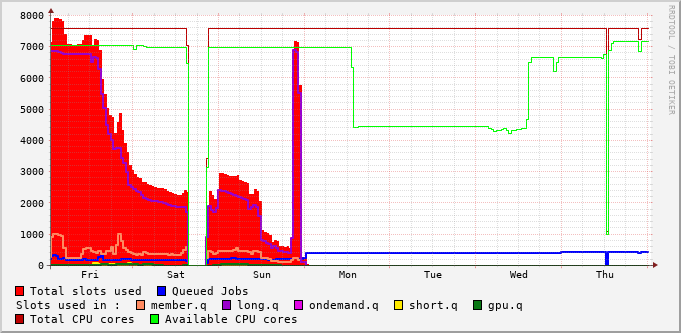 RRDTOOL / TOBI OETIKER
8000
7000
6000
5000
4000
3000
2000
1000
0
Fri Sat Sun Mon Tue Wed Thu
Total slots used Queued Jobs
Slots used in : member.q long.q ondemand.q short.q gpu.q
Total CPU cores Available CPU cores